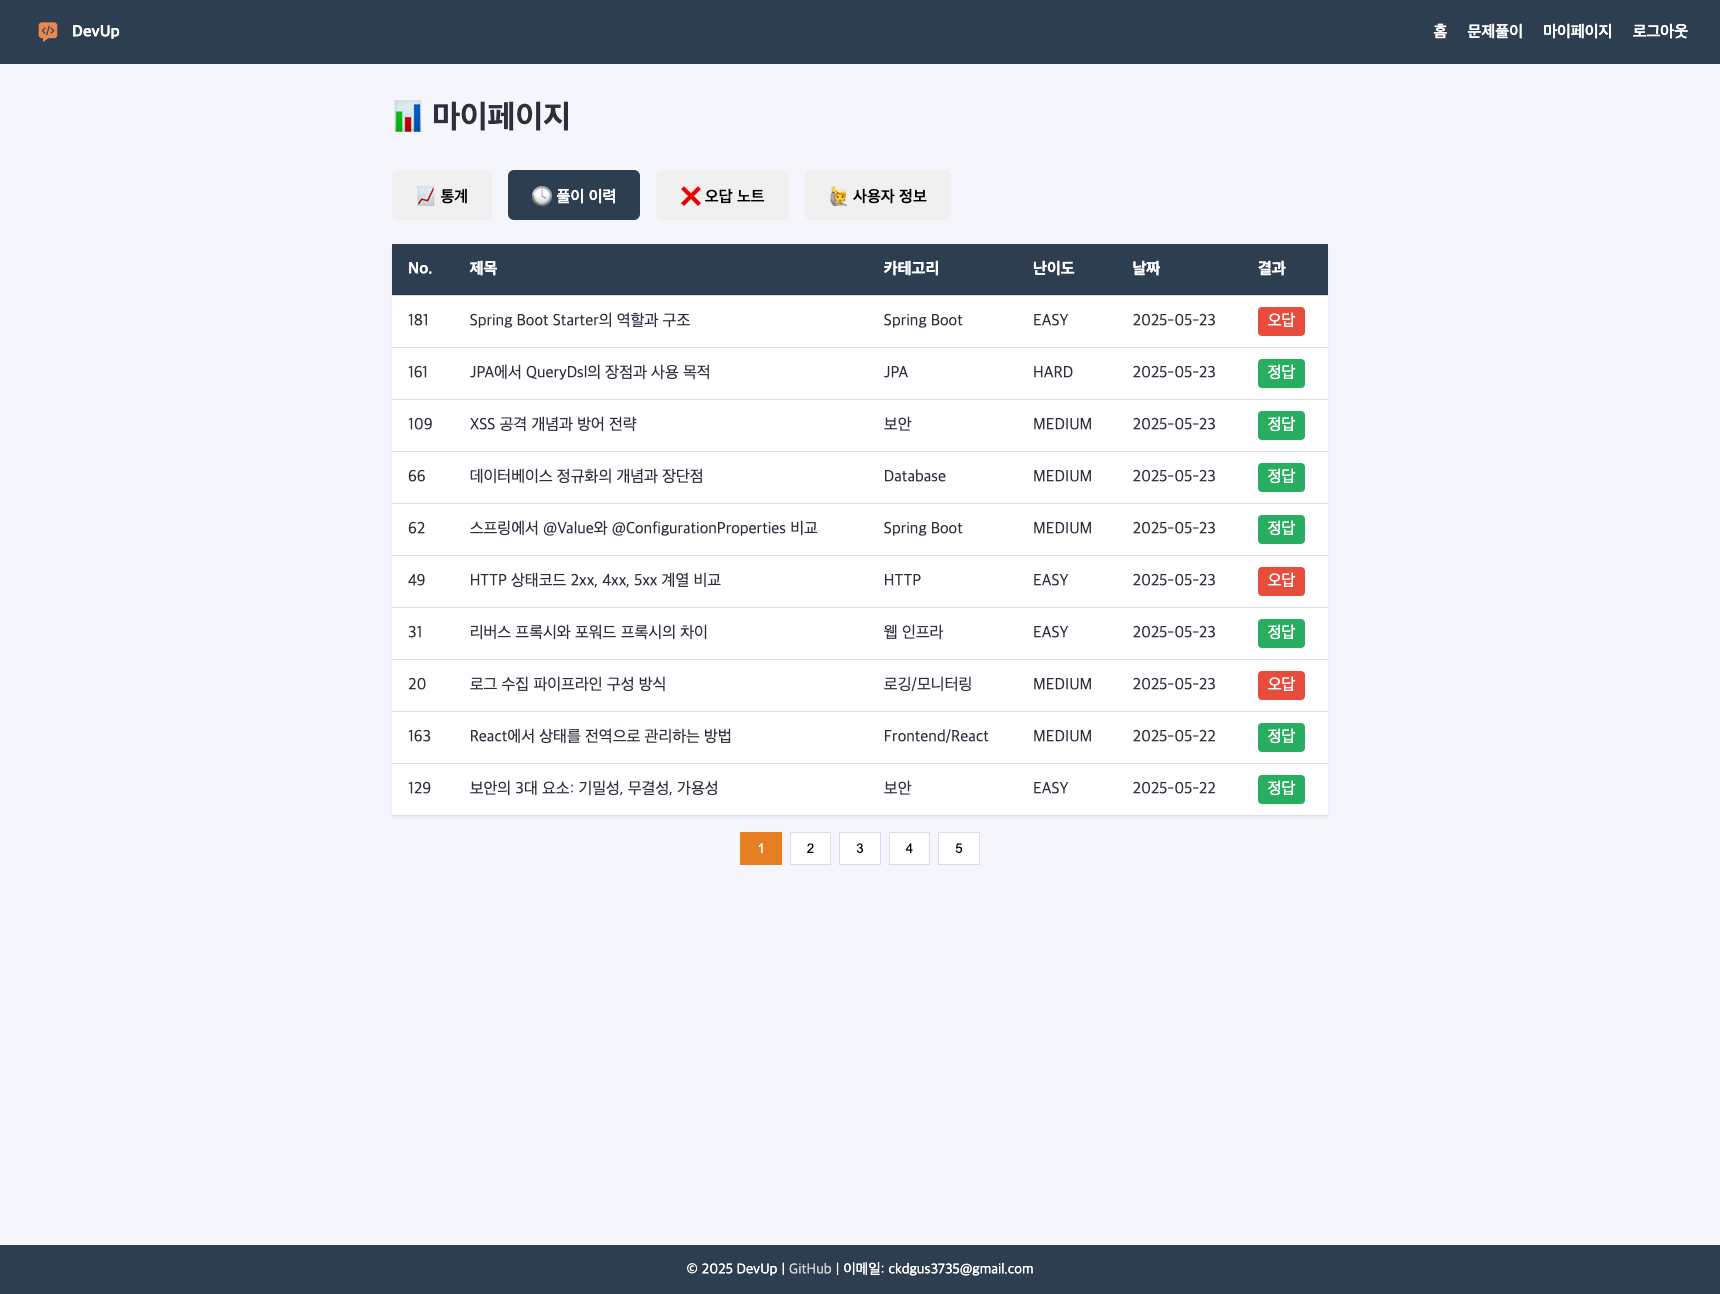 DevUp 홈 문제풀이 마이페이지 로그아웃
마이페이지
통계 풀이 이력 오답 노트 사용자 정보
No. 제목 카테고리 난이도 날짜 결과
181 Spring Boot Starter의 역할과 구조 Spring Boot EASY 2025-05-23 오답
161 JPA에서 QueryDsl의 장점과 사용 목적 JPA HARD 2025-05-23 정답
109 XSS 공격 개념과 방어 전략 보안 MEDIUM 2025-05-23 정답
66 데이터베이스 정규화의 개념과 장단점 Database MEDIUM 2025-05-23 정답
62 스프링에서 @Value와 @ConfigurationProperties 비교 Spring Boot MEDIUM 2025-05-23 정답
49 HTTP 상태코드 2xx, 4xx, 5xx 계열 비교 HTTP EASY 2025-05-23 오답
31 리버스 프록시와 포워드 프록시의 차이 웹 인프라 EASY 2025-05-23 정답
20 로그 수집 파이프라인 구성 방식 로깅/모니터링 MEDIUM 2025-05-23 오답
163 React에서 상태를 전역으로 관리하는 방법 Frontend/React MEDIUM 2025-05-22 정답
129 보안의 3대 요소: 기밀성, 무결성, 가용성 보안 EASY 2025-05-22 정답
1 2 3 4 5
© 2025 DevUp | GitHub | 이메일: ckdgus3735@gmail.com